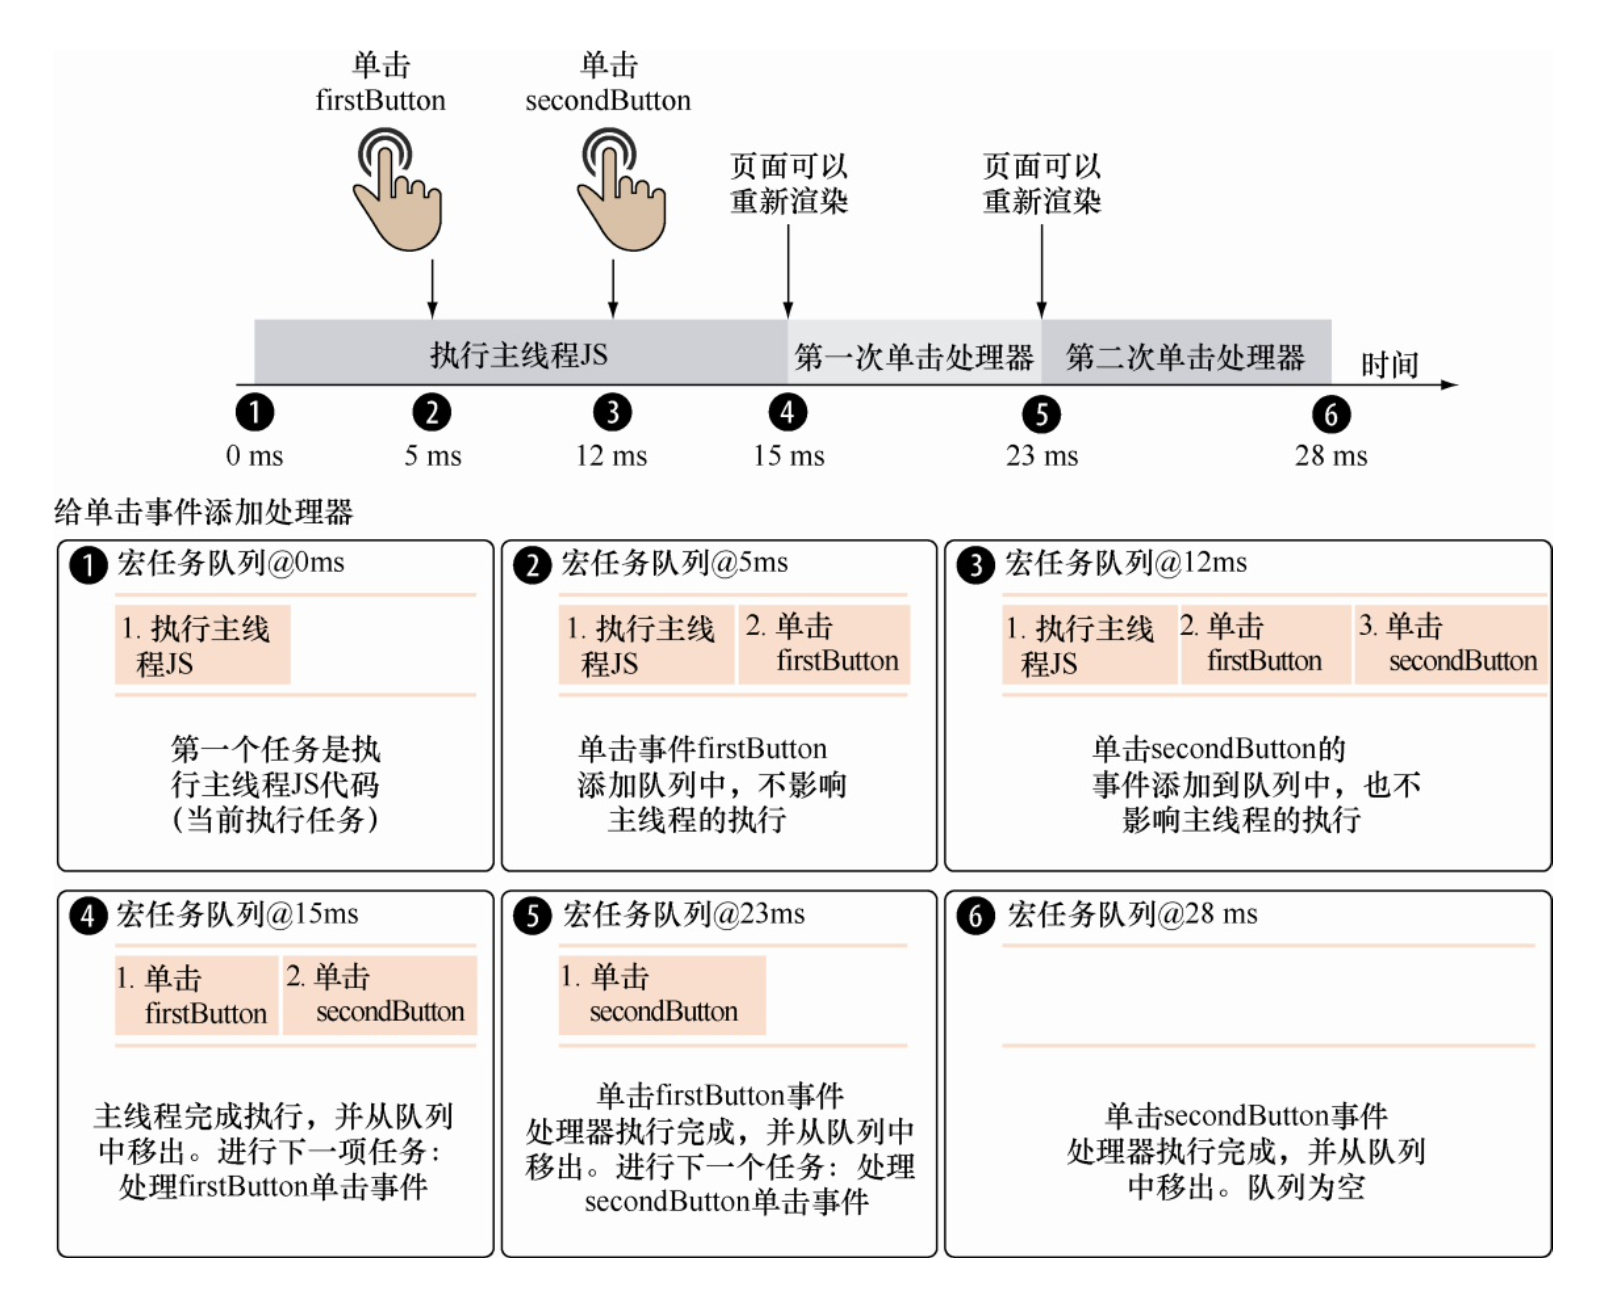 单击
firstButton
单击
secondButton
页面可以
重新渲染
页面可以
重新渲染
执行主线程JS
第一次单击处理器
第二次单击处理器
时间
1
2
3
4
5
6
0 ms
5 ms
12 ms
15 ms
23 ms
28 ms
给单击事件添加处理器
1 宏任务队列@0ms
1. 执行主线
程JS
第一个任务是执
行主线程JS代码
(当前执行任务)
2 宏任务队列@5ms
1. 执行主线
程JS
2. 单击
firstButton
单击事件firstButton
添加队列中，不影响
主线程的执行
3 宏任务队列@12ms
1. 执行主线
程JS
2. 单击
firstButton
3. 单击
secondButton
单击secondButton的
事件添加到队列中，也不
影响主线程的执行
4 宏任务队列@15ms
1. 单击
firstButton
2. 单击
secondButton
主线程完成执行，并从队列
中移出。进行下一项任务：
处理firstButton单击事件
5 宏任务队列@23ms
1. 单击
secondButton
单击firstButton事件
处理器执行完成，并从队列中
移出。进行下一个任务：处理
secondButton单击事件
6 宏任务队列@28 ms
单击secondButton事件
处理器执行完成，并从队列
中移出。队列为空